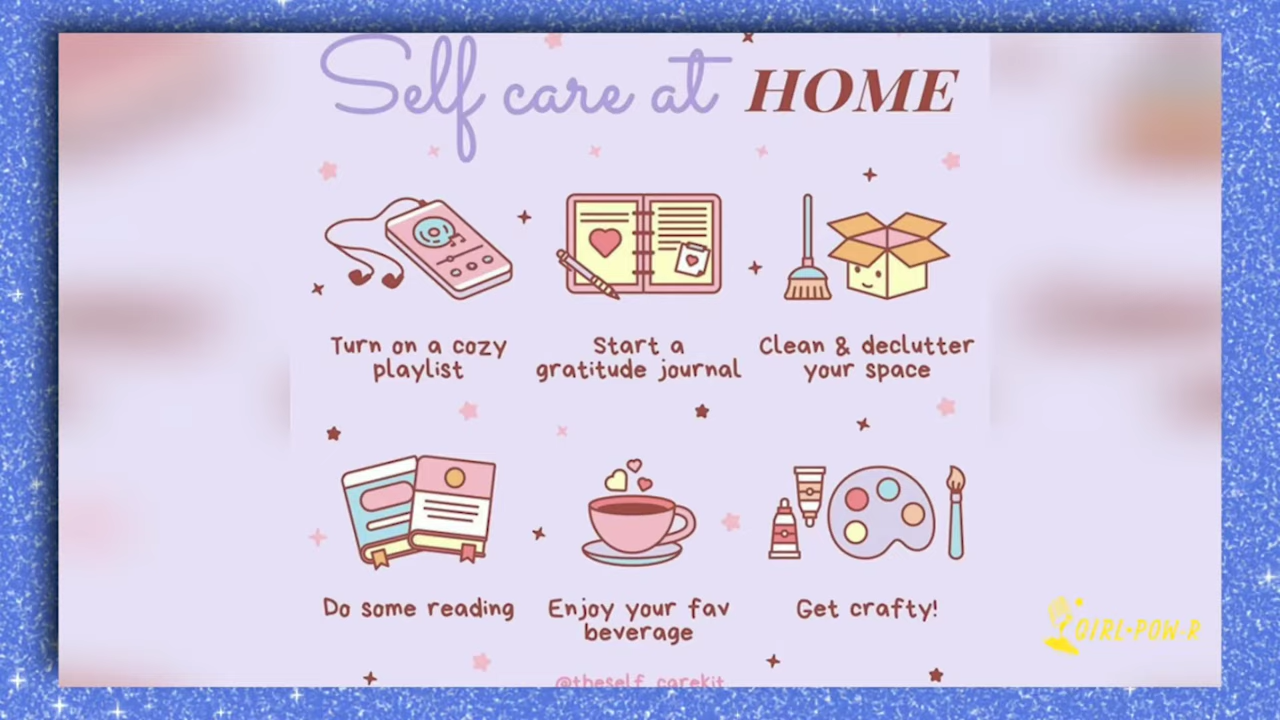 Self care at HOME
Turn on a cozy
playlist
Start a
gratitude journal
Clean & declutter
your space
Do some reading
Enjoy your fav
beverage
Get crafty!
GIRL•POW•R
@theself_carekit